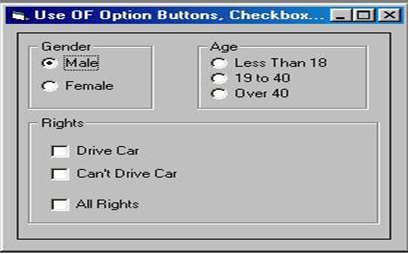 Use OF Option Buttons, Checkbox...
Gender
Male
Female
Age
Less Than 18
19 to 40
Over 40
Rights
Drive Car
Can't Drive Car
All Rights